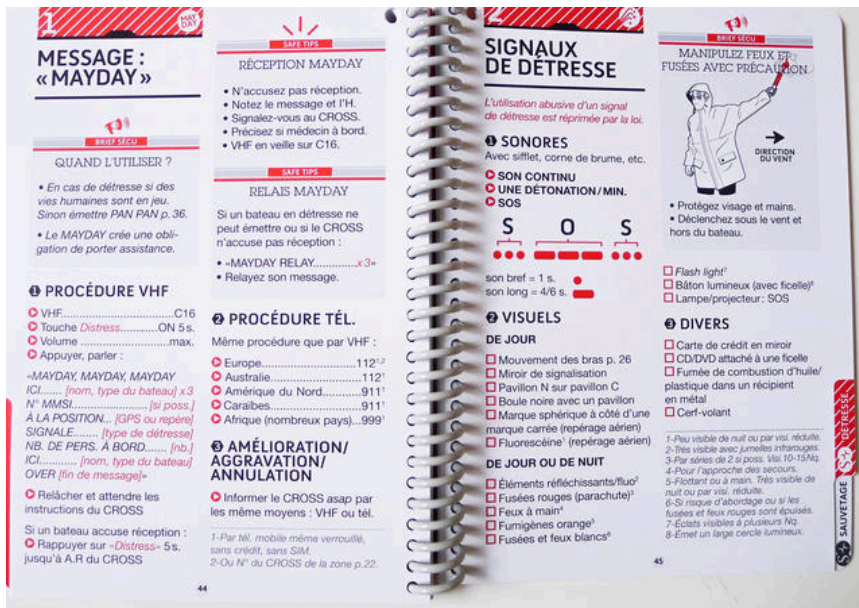 1
MAY
DAY
MESSAGE :
«MAYDAY»
BRIEF SÉCU
QUAND L'UTILISER ?
• En cas de détresse si des
vies humaines sont en jeu.
Sinon émettre PAN PAN p. 36.
• Le MAYDAY crée une obli-
gation de porter assistance.
❶ PROCÉDURE VHF
VHF..............................C16
Touche Distress...........ON 5 s.
Volume ........................max.
Appuyer, parler :
«MAYDAY, MAYDAY, MAYDAY
ICI....... [nom, type du bateau] x3
N° MMSI...................... [si poss.]
À LA POSITION... [GPS ou repère]
SIGNALE........ [type de détresse]
NB. DE PERS. À BORD....... [nb.]
ICI............ [nom, type du bateau]
OVER [fin de message]»
Relâcher et attendre les
instructions du CROSS
Si un bateau accuse réception :
Rappuyer sur «Distress» 5 s.
jusqu'à A.R du CROSS
SAFE TIPS
RÉCEPTION MAYDAY
• N'accusez pas réception.
• Notez le message et l'H.
• Signalez-vous au CROSS.
• Précisez si médecin à bord.
• VHF en veille sur C16.
SAFE TIPS
RELAIS MAYDAY
Si un bateau en détresse ne
peut émettre ou si le CROSS
n'accuse pas réception :
• «MAYDAY RELAY.............x3»
• Relayez son message.
❷ PROCÉDURE TÉL.
Même procédure que par VHF :
Europe............................112¹,²
Australie..........................112¹
Amérique du Nord...........911¹
Caraïbes..........................911¹
Afrique (nombreux pays)...999¹
❸ AMÉLIORATION/
AGGRAVATION/
ANNULATION
Informer le CROSS asap par
les même moyens : VHF ou tél.
1-Par tél. mobile même verrouillé,
sans crédit, sans SIM.
2-Ou N° du CROSS de la zone p.22.
44
2
SIGNAUX
DE DÉTRESSE
L'utilisation abusive d'un signal
de détresse est réprimée par la loi.
❶ SONORES
Avec sifflet, corne de brume, etc.
SON CONTINU
UNE DÉTONATION/MIN.
SOS
S O S
son bref = 1 s.
son long = 4/6 s.
❷ VISUELS
DE JOUR
Mouvement des bras p. 26
Miroir de signalisation
Pavillon N sur pavillon C
Boule noire avec un pavillon
Marque sphérique à côté d'une
marque carrée (repérage aérien)
Fluorescéine¹ (repérage aérien)
DE JOUR OU DE NUIT
Éléments réfléchissants/fluo²
Fusées rouges (parachute)³
Feux à main⁴
Fumigènes orange⁵
Fusées et feux blancs⁶
BRIEF SÉCU
MANIPULEZ FEUX ET
FUSÉES AVEC PRÉCAUTION
DIRECTION
DU VENT
• Protégez visage et mains.
• Déclenchez sous le vent et
hors du bateau.
Flash light⁷
Bâton lumineux (avec ficelle)⁸
Lampe/projecteur : SOS
❸ DIVERS
Carte de crédit en miroir
CD/DVD attaché à une ficelle
Fumée de combustion d'huile/
plastique dans un récipient
en métal
Cerf-volant
1-Peu visible de nuit ou par visi. réduite.
2-Très visible avec jumelles infrarouges.
3-Par séries de 2 si poss. Visi.10-15Nq.
4-Pour l'approche des secours.
5-Flottant ou à main. Très visible de
nuit ou par visi. réduite.
6-Si risque d'abordage ou si les
fusées et feux rouges sont épuisés.
7-Éclats visibles à plusieurs Nq.
8-Émet un large cercle lumineux.
45
DÉTRESSE
SAUVETAGE